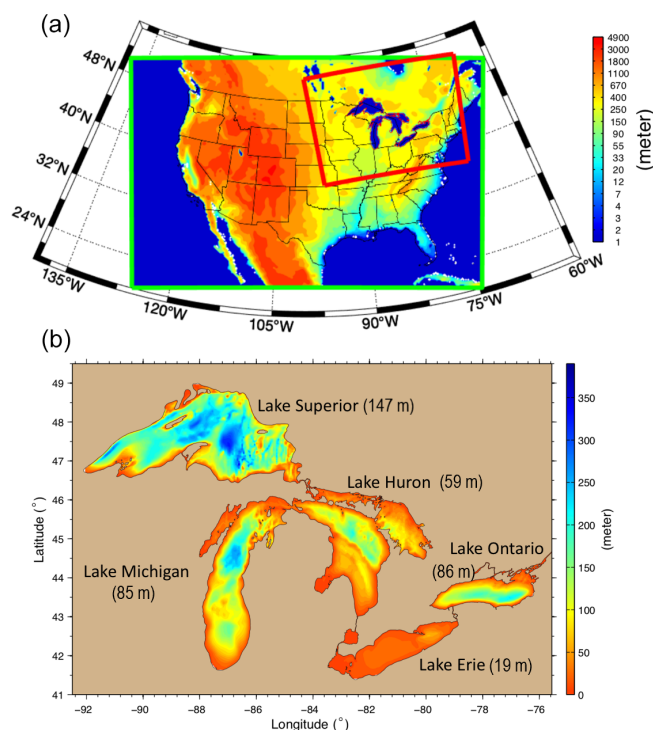 (a)
48°N
40°N
32°N
24°N
135°W
120°W
105°W
90°W
75°W
60°W
4900
3900
1800
1100
670
400
250
150
90
55
33
20
12
7
4
3
2
1
(meter)
(b)
49
48
47
46
45
44
43
42
41
Latitude (°)
−92
−90
−88
−86
−84
−82
−80
−78
−76
Longitude (°)
Lake Superior (147 m)
Lake Huron (59 m)
Lake Ontario
(86 m)
Lake Michigan
(85 m)
Lake Erie (19 m)
350
300
250
200
150
100
50
0
(meter)